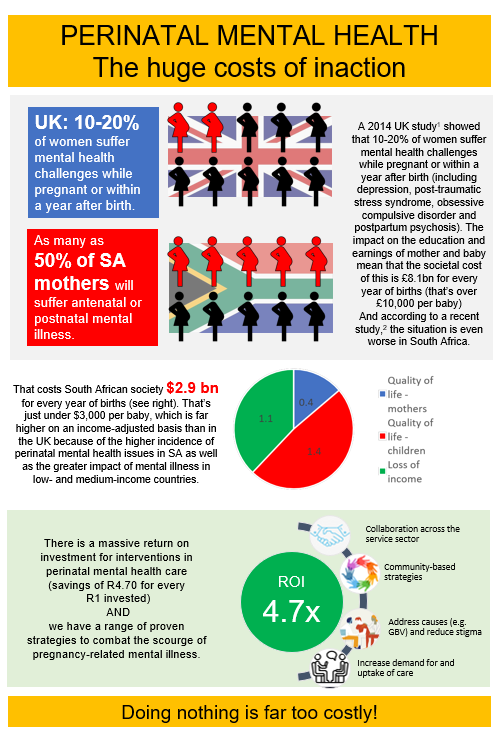 PERINATAL MENTAL HEALTH
The huge costs of inaction
UK: 10-20%
of women suffer
mental health
challenges while
pregnant or within
a year after birth.
A 2014 UK study¹ showed
that 10-20% of women suffer
mental health challenges
while pregnant or within a
year after birth (including
depression, post-traumatic
stress syndrome, obsessive
compulsive disorder and
postpartum psychosis). The
impact on the education and
earnings of mother and baby
mean that the societal cost
of this is £8.1bn for every
year of births (that's over
£10,000 per baby)
And according to a recent
study,² the situation is even
worse in South Africa.
As many as
50% of SA
mothers will
suffer antenatal or
postnatal mental
illness.
That costs South African society $2.9 bn
for every year of births (see right). That's
just under $3,000 per baby, which is far
higher on an income-adjusted basis than in
the UK because of the higher incidence of
perinatal mental health issues in SA as well
as the greater impact of mental illness in
low- and medium-income countries.
0.4
1.4
1.1
Quality of
life -
mothers
Quality of
life -
children
Loss of
income
There is a massive return on
investment for interventions in
perinatal mental health care
(savings of R4.70 for every
R1 invested)
AND
we have a range of proven
strategies to combat the scourge of
pregnancy-related mental illness.
ROI
4.7x
Collaboration across the
service sector
Community-based
strategies
Address causes (e.g.
GBV) and reduce stigma
Increase demand for and
uptake of care
Doing nothing is far too costly!